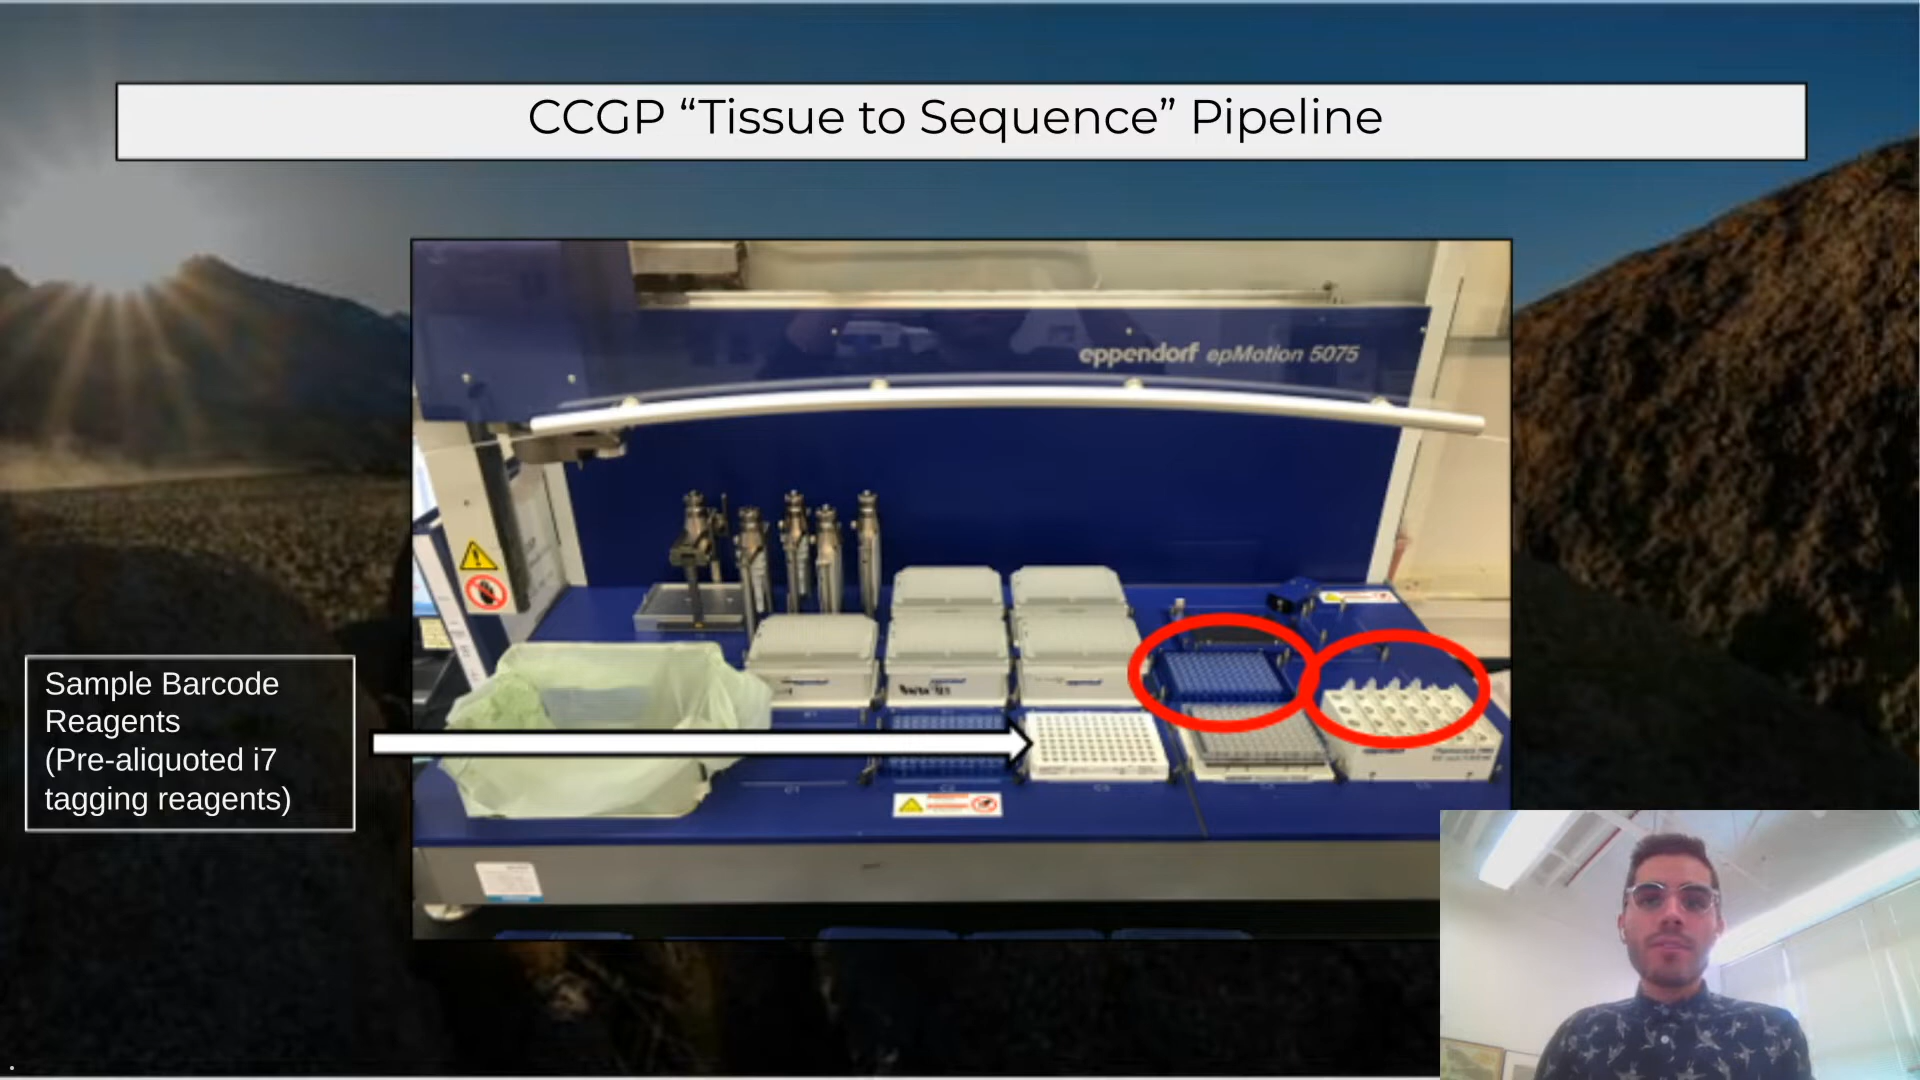 CCGP “Tissue to Sequence” Pipeline
eppendorf epMotion 5075
Sample Barcode
Reagents
(Pre-aliquoted i7
tagging reagents)